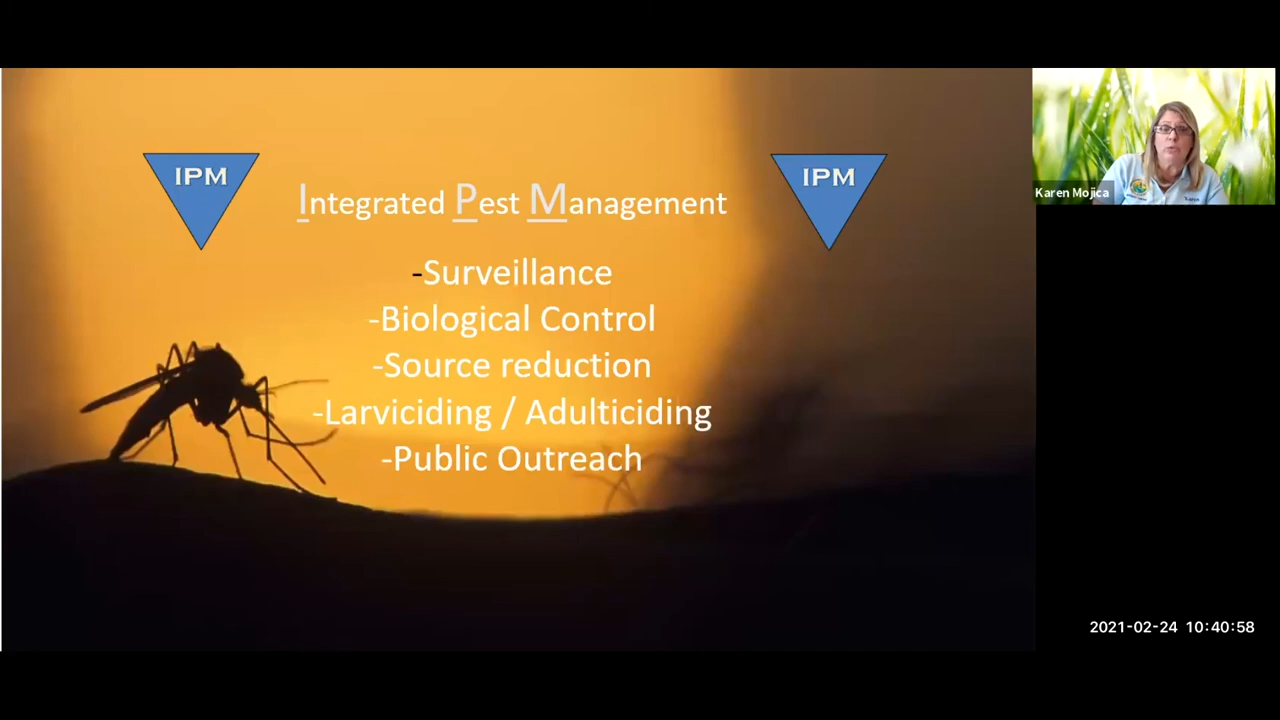 IPM
IPM
Integrated Pest Management
-Surveillance
-Biological Control
-Source reduction
-Larviciding / Adulticiding
-Public Outreach
Karen Mojica
2021-02-24 10:40:58